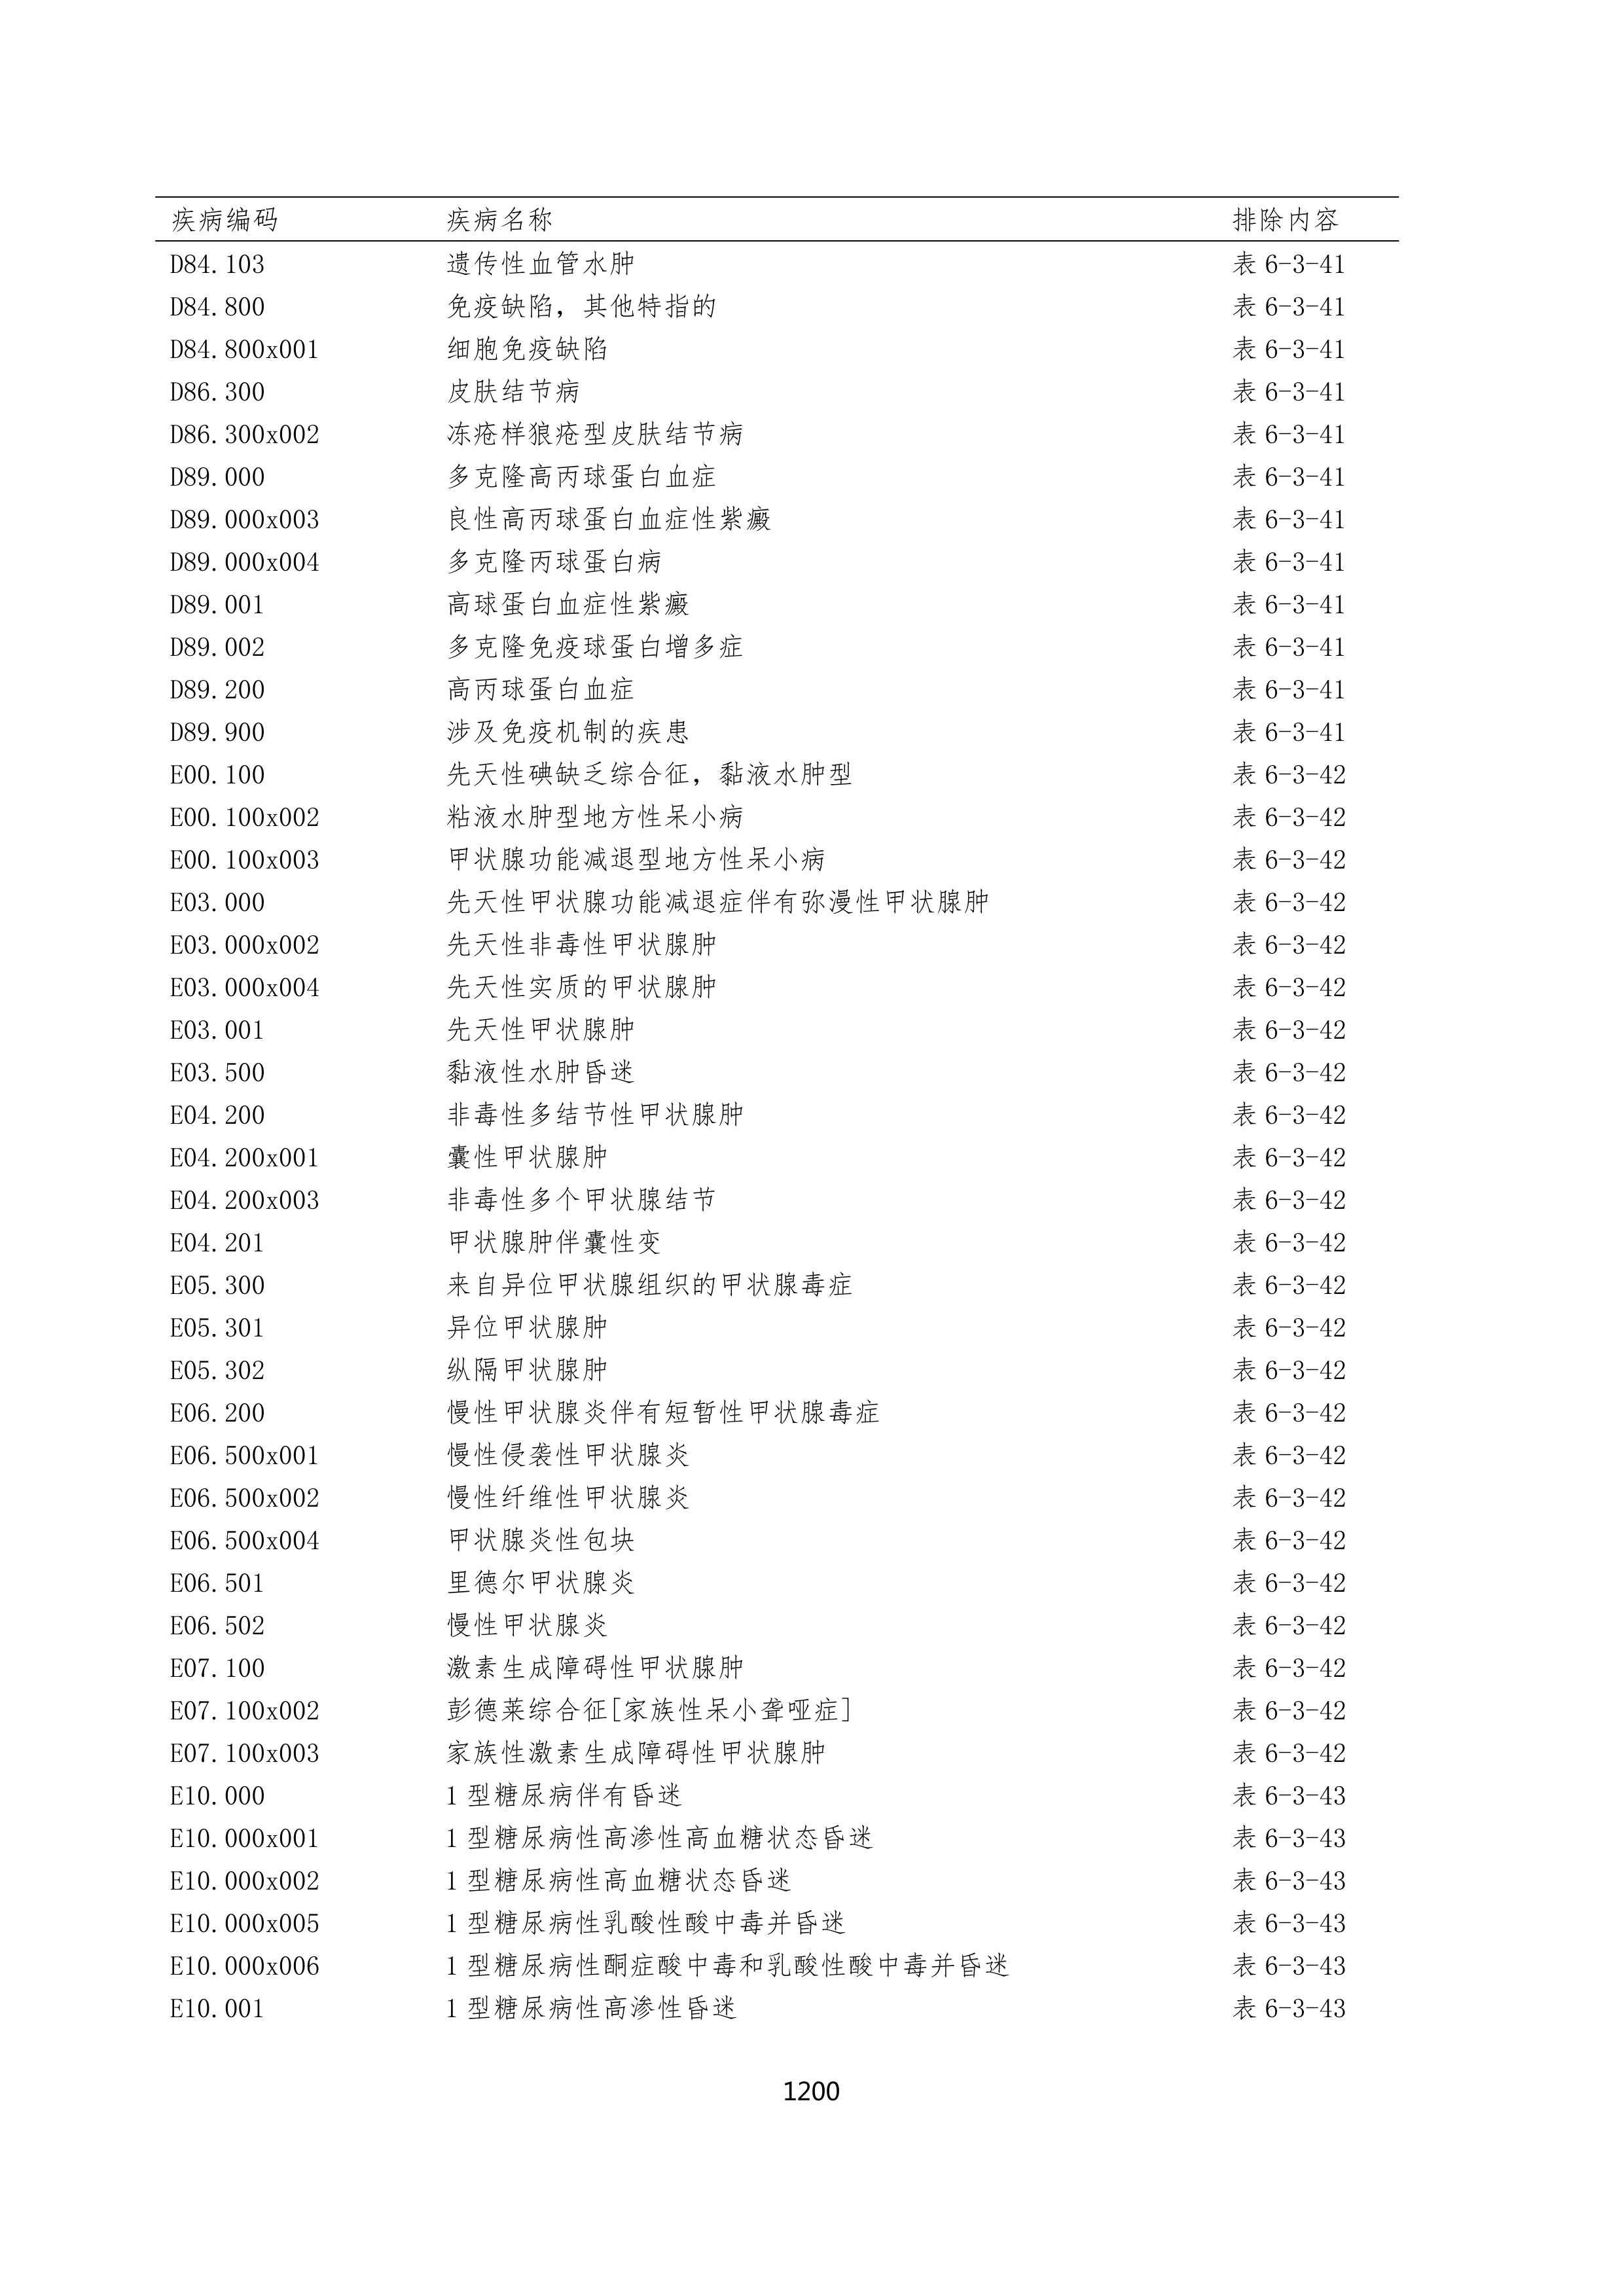 疾病编码 疾病名称 排除内容
D84.103 遗传性血管水肿 表 6-3-41
D84.800 免疫缺陷，其他特指的 表 6-3-41
D84.800x001 细胞免疫缺陷 表 6-3-41
D86.300 皮肤结节病 表 6-3-41
D86.300x002 冻疮样狼疮型皮肤结节病 表 6-3-41
D89.000 多克隆高丙球蛋白血症 表 6-3-41
D89.000x003 良性高丙球蛋白血症性紫癜 表 6-3-41
D89.000x004 多克隆丙球蛋白病 表 6-3-41
D89.001 高球蛋白血症性紫癜 表 6-3-41
D89.002 多克隆免疫球蛋白增多症 表 6-3-41
D89.200 高丙球蛋白血症 表 6-3-41
D89.900 涉及免疫机制的疾患 表 6-3-41
E00.100 先天性碘缺乏综合征，黏液水肿型 表 6-3-42
E00.100x002 粘液水肿型地方性呆小病 表 6-3-42
E00.100x003 甲状腺功能减退型地方性呆小病 表 6-3-42
E03.000 先天性甲状腺功能减退症伴有弥漫性甲状腺肿 表 6-3-42
E03.000x002 先天性非毒性甲状腺肿 表 6-3-42
E03.000x004 先天性实质的甲状腺肿 表 6-3-42
E03.001 先天性甲状腺肿 表 6-3-42
E03.500 黏液性水肿昏迷 表 6-3-42
E04.200 非毒性多结节性甲状腺肿 表 6-3-42
E04.200x001 囊性甲状腺肿 表 6-3-42
E04.200x003 非毒性多个甲状腺结节 表 6-3-42
E04.201 甲状腺肿伴囊性变 表 6-3-42
E05.300 来自异位甲状腺组织的甲状腺毒症 表 6-3-42
E05.301 异位甲状腺肿 表 6-3-42
E05.302 纵隔甲状腺肿 表 6-3-42
E06.200 慢性甲状腺炎伴有短暂性甲状腺毒症 表 6-3-42
E06.500x001 慢性侵袭性甲状腺炎 表 6-3-42
E06.500x002 慢性纤维性甲状腺炎 表 6-3-42
E06.500x004 甲状腺炎性包块 表 6-3-42
E06.501 里德尔甲状腺炎 表 6-3-42
E06.502 慢性甲状腺炎 表 6-3-42
E07.100 激素生成障碍性甲状腺肿 表 6-3-42
E07.100x002 彭德莱综合征[家族性呆小聋哑症] 表 6-3-42
E07.100x003 家族性激素生成障碍性甲状腺肿 表 6-3-42
E10.000 1 型糖尿病伴有昏迷 表 6-3-43
E10.000x001 1 型糖尿病性高渗性高血糖状态昏迷 表 6-3-43
E10.000x002 1 型糖尿病性高血糖状态昏迷 表 6-3-43
E10.000x005 1 型糖尿病性乳酸性酸中毒并昏迷 表 6-3-43
E10.000x006 1 型糖尿病性酮症酸中毒和乳酸性酸中毒并昏迷 表 6-3-43
E10.001 1 型糖尿病性高渗性昏迷 表 6-3-43
1200